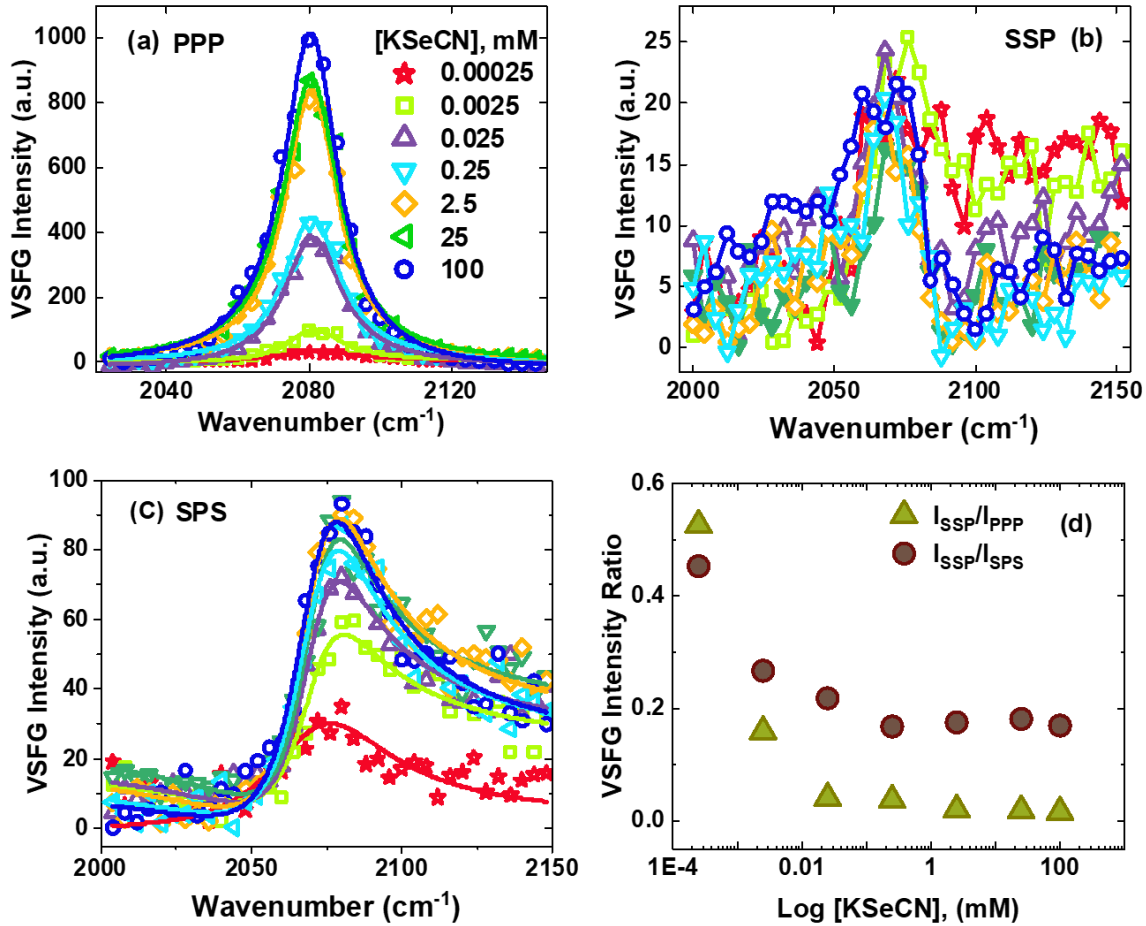 (a) PPP
[KSeCN], mM
0.00025
0.0025
0.025
0.25
2.5
25
100
1000
800
600
400
200
0
VSFG Intensity (a.u.)
2040
2080
2120
Wavenumber (cm-1)
SSP (b)
25
20
15
10
5
0
VSFG Intensity (a.u.)
2000
2050
2100
2150
Wavenumber (cm-1)
(C) SPS
100
80
60
40
20
0
VSFG Intensity (a.u.)
2000
2050
2100
2150
Wavenumber (cm-1)
ISSP/IPPP
(d)
ISSP/ISPS
0.6
0.4
0.2
0.0
VSFG Intensity Ratio
1E-4
0.01
1
100
Log [KSeCN], (mM)